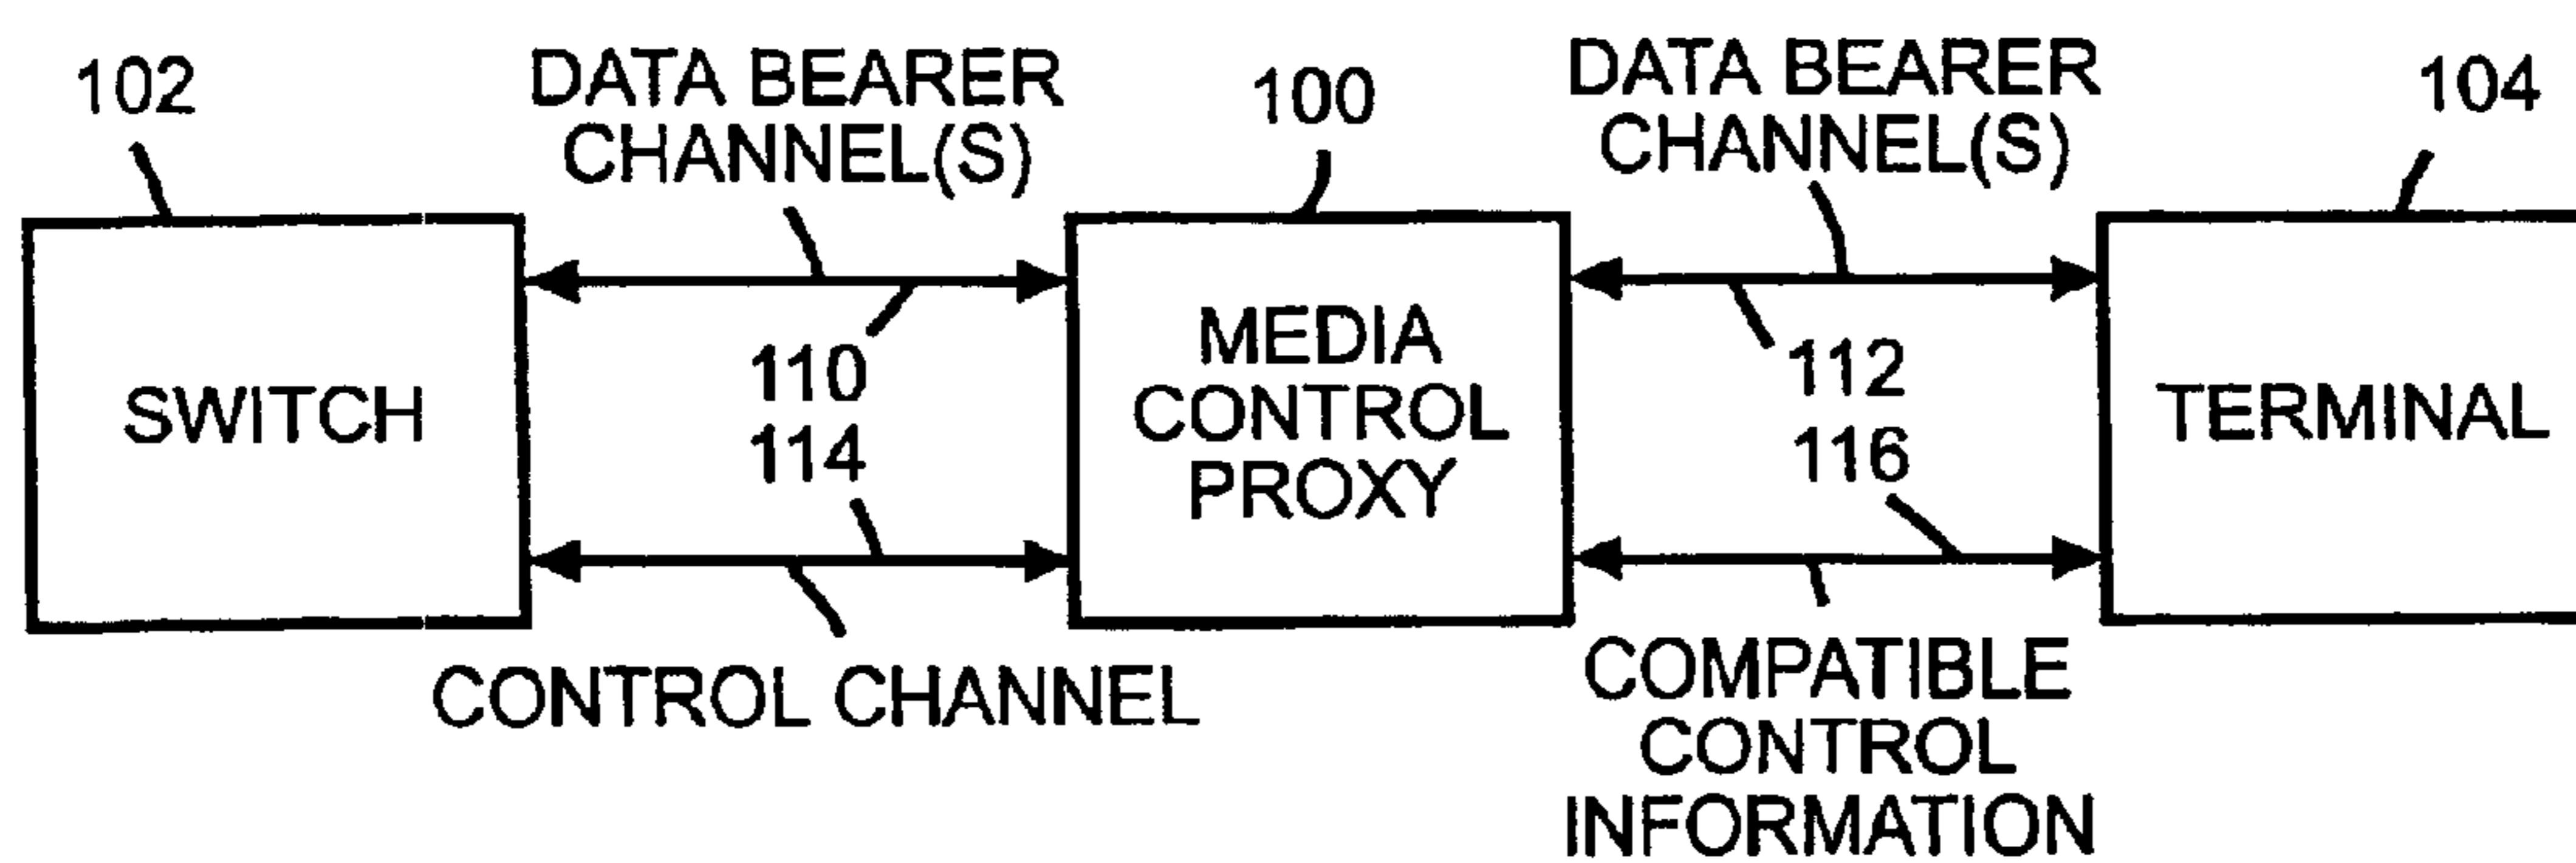 102
DATA BEARER
CHANNEL(S)
100
DATA BEARER
CHANNEL(S)
104
SWITCH
110
114
MEDIA
CONTROL
PROXY
112
116
TERMINAL
CONTROL CHANNEL
COMPATIBLE
CONTROL
INFORMATION